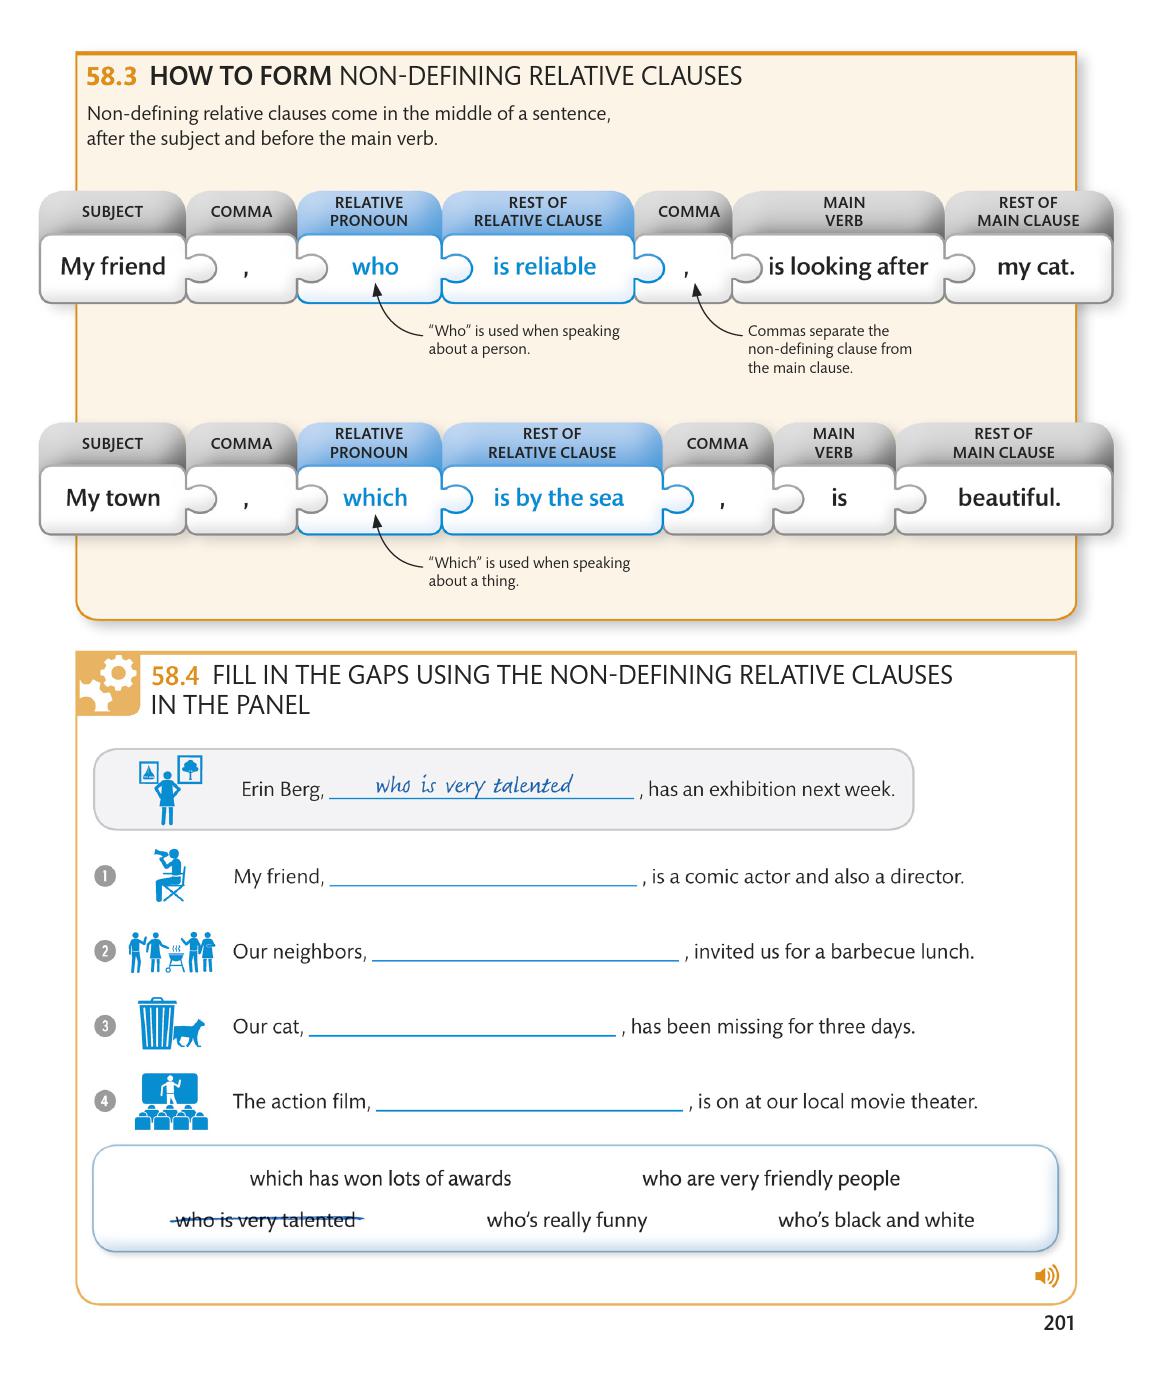 58.3 HOW TO FORM NON-DEFINING RELATIVE CLAUSES
Non-defining relative clauses come in the middle of a sentence,
after the subject and before the main verb.
SUBJECT COMMA RELATIVE PRONOUN REST OF RELATIVE CLAUSE COMMA MAIN VERB REST OF MAIN CLAUSE
My friend , who is reliable , is looking after my cat.
"Who" is used when speaking
about a person.
Commas separate the
non-defining clause from
the main clause.
SUBJECT COMMA RELATIVE PRONOUN REST OF RELATIVE CLAUSE COMMA MAIN VERB REST OF MAIN CLAUSE
My town , which is by the sea , is beautiful.
"Which" is used when speaking
about a thing.
58.4 FILL IN THE GAPS USING THE NON-DEFINING RELATIVE CLAUSES
IN THE PANEL
Erin Berg, who is very talented , has an exhibition next week.
1 My friend, , is a comic actor and also a director.
2 Our neighbors, , invited us for a barbecue lunch.
3 Our cat, , has been missing for three days.
4 The action film, , is on at our local movie theater.
which has won lots of awards who are very friendly people
who is very talented who's really funny who's black and white
201